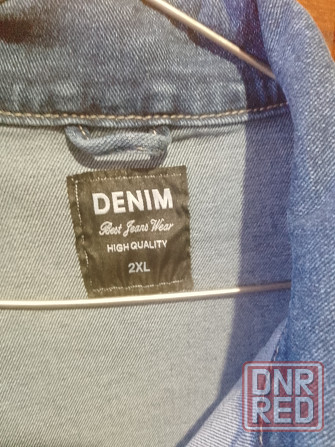 DENIM
Best Jeans Wear
HIGH QUALITY
2XL
DNR
RED